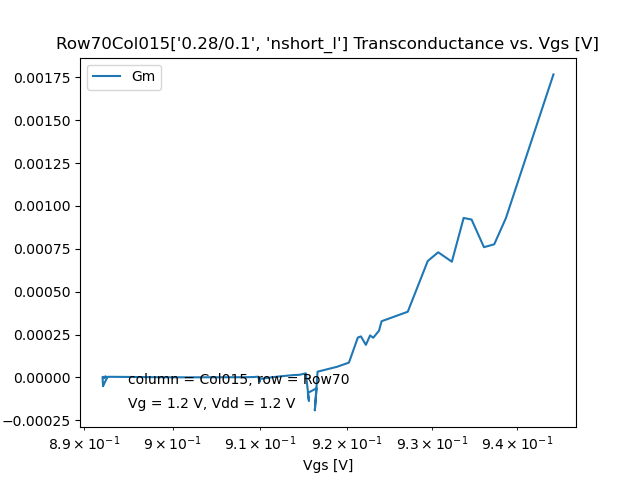 Row70Col015['0.28/0.1', 'nshort_l'] Transconductance vs. Vgs [V]
Gm
0.00175
0.00150
0.00125
0.00100
0.00075
0.00050
0.00025
0.00000
−0.00025
column = Col015, row = Row70
Vg = 1.2 V, Vdd = 1.2 V
8.9 × 10⁻¹ 9 × 10⁻¹ 9.1 × 10⁻¹ 9.2 × 10⁻¹ 9.3 × 10⁻¹ 9.4 × 10⁻¹
Vgs [V]